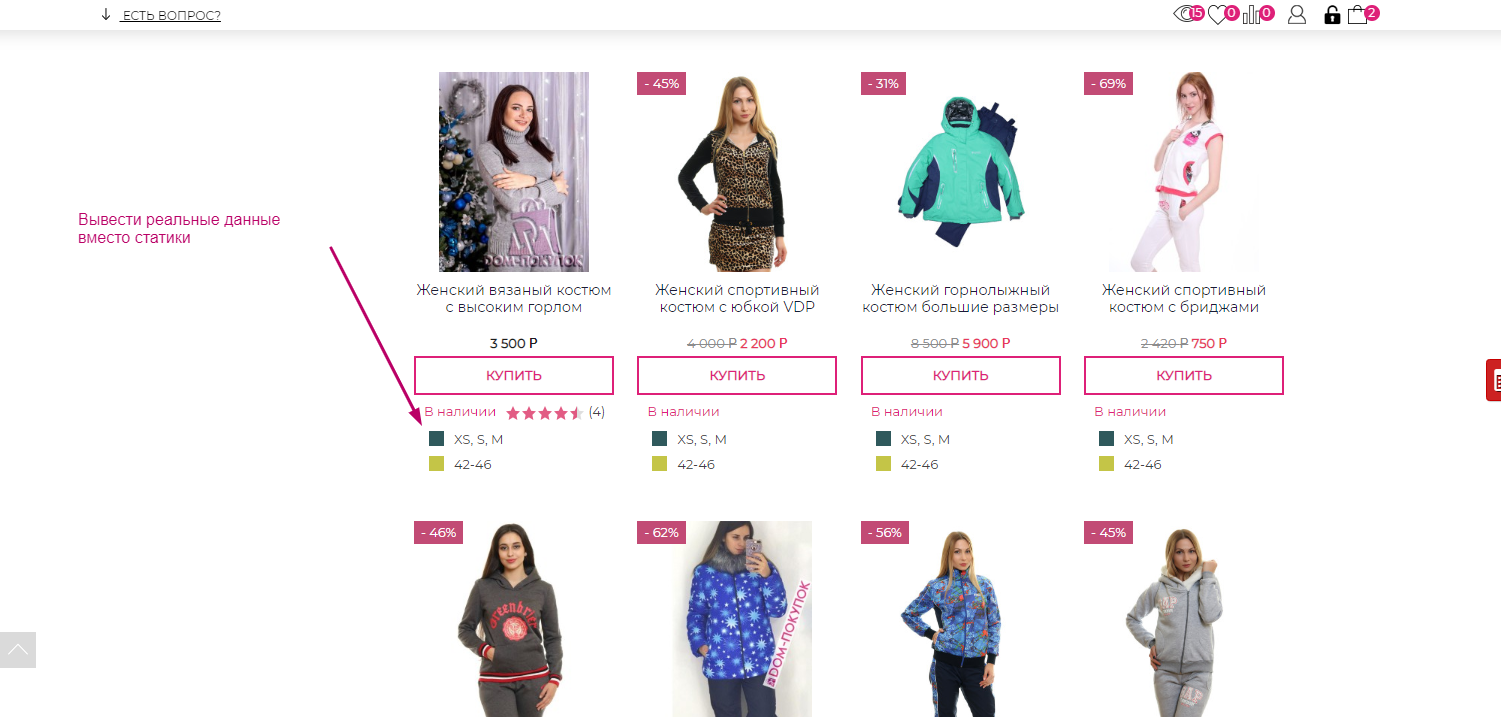 ЕСТЬ ВОПРОС?
15
0
0
2
- 45%
- 31%
- 69%
ДОМ-ПОКУПОК
Вывести реальные данные
вместо статики
Женский вязаный костюм
с высоким горлом
Женский спортивный
костюм с юбкой VDP
Женский горнолыжный
костюм большие размеры
Женский спортивный
костюм с бриджами
3 500 Р
4 000 Р 2 200 Р
8 500 Р 5 900 Р
2 420 Р 750 Р
КУПИТЬ
КУПИТЬ
КУПИТЬ
КУПИТЬ
В наличии
(4)
В наличии
В наличии
В наличии
XS, S, M
XS, S, M
XS, S, M
XS, S, M
42-46
42-46
42-46
42-46
- 46%
- 62%
- 56%
- 45%
ДОМ-ПОКУПОК